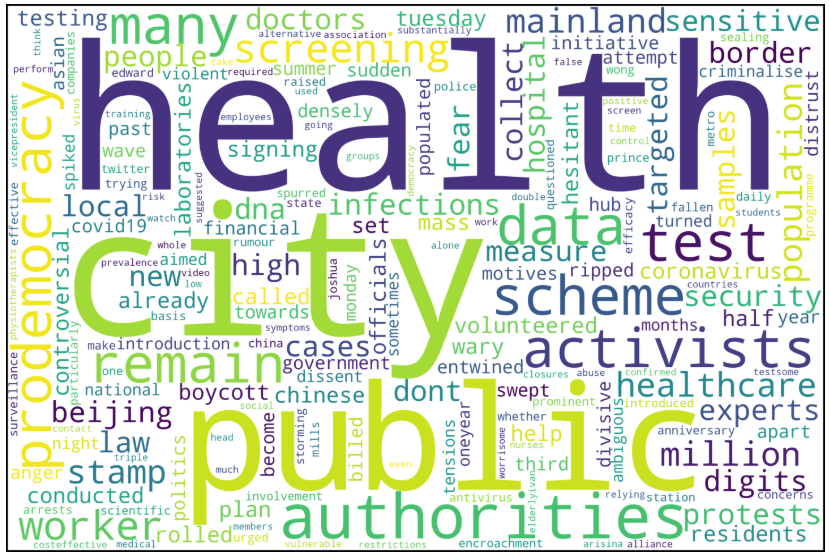 testing
many
doctors
tuesday
alternative
association
substantially
mainland
sensitive
think
companies
people
screening
take
hospital
initiative
attempt
sealing
border
perform
asian
edward
required
violent
summer
sudden
health
collect
false
wong
criminalise
vicepresident
virus
training
raised
used
police
positive
screen
distrust
past
laboratories
employees
going
densely
populated
fear
targeted
time
control
metro
samples
population
wave
twitter
signing
groups
democracy
hesitant
questioned
prince
programme
prodemocracy
effective
spiked
trying
risk
suggested
spurred
state
infections
double
hub
fallen
daily
students
local
watch
dna
financial
set
mass
work
data
efficacy
turned
covid19
rumour
alone
measure
test
controversial
aimed
whole
prevalence
video
low
high
joshua
monday
officials
sometimes
motives
ripped
coronavirus
countries
physiotherapists
new
already
basis
city
called
towards
symptoms
scheme
security
particularly
make
introduction
china
cases
government
volunteered
months
half
year
surveillance
one
national
remain
dissent
wary
entwined
activists
confirmed
testsome
boycott
chinese
dont
swept
closures
abuse
healthcare
beijing
social
public
tensions
oneyear
prominent
introduced
contact
night
law
politics
become
head
storming
mills
billed
whether
help
nurses
worrisome
divisive
ambiguous
experts
anniversary
apart
anger
triple
stamp
much
even
third
million
arrests
scientific
involvement
antivirus
elderlyivan
relying
station
digits
concerns
conducted
plan
authorities
protests
worker
rolled
members
urged
residents
costeffective
medical
vulnerable
restrictions
encroachment
arisina
alliance